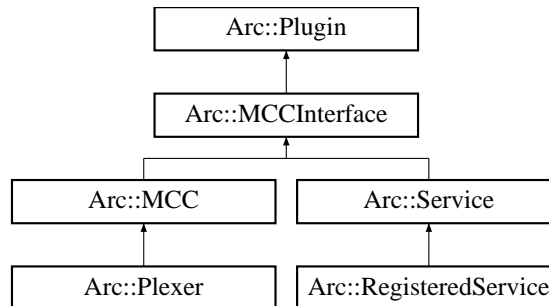 Arc::Plugin
Arc::MCCInterface
Arc::MCC
Arc::Service
Arc::Plexer
Arc::RegisteredService